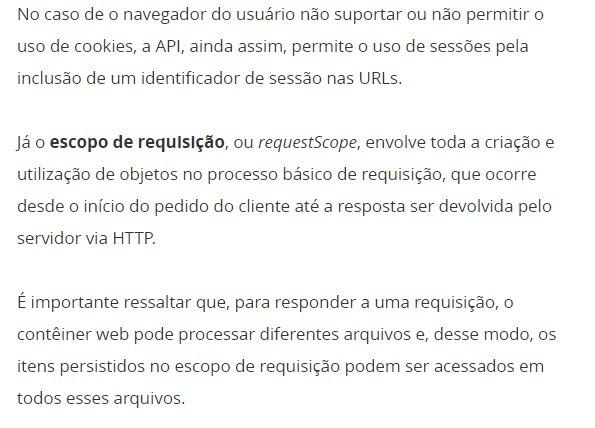 No caso de o navegador do usuário não suportar ou não permitir o
uso de cookies, a API, ainda assim, permite o uso de sessões pela
inclusão de um identificador de sessão nas URLs.
Já o escopo de requisição, ou requestScope, envolve toda a criação e
utilização de objetos no processo básico de requisição, que ocorre
desde o início do pedido do cliente até a resposta ser devolvida pelo
servidor via HTTP.
É importante ressaltar que, para responder a uma requisição, o
contêiner web pode processar diferentes arquivos e, desse modo, os
itens persistidos no escopo de requisição podem ser acessados em
todos esses arquivos.